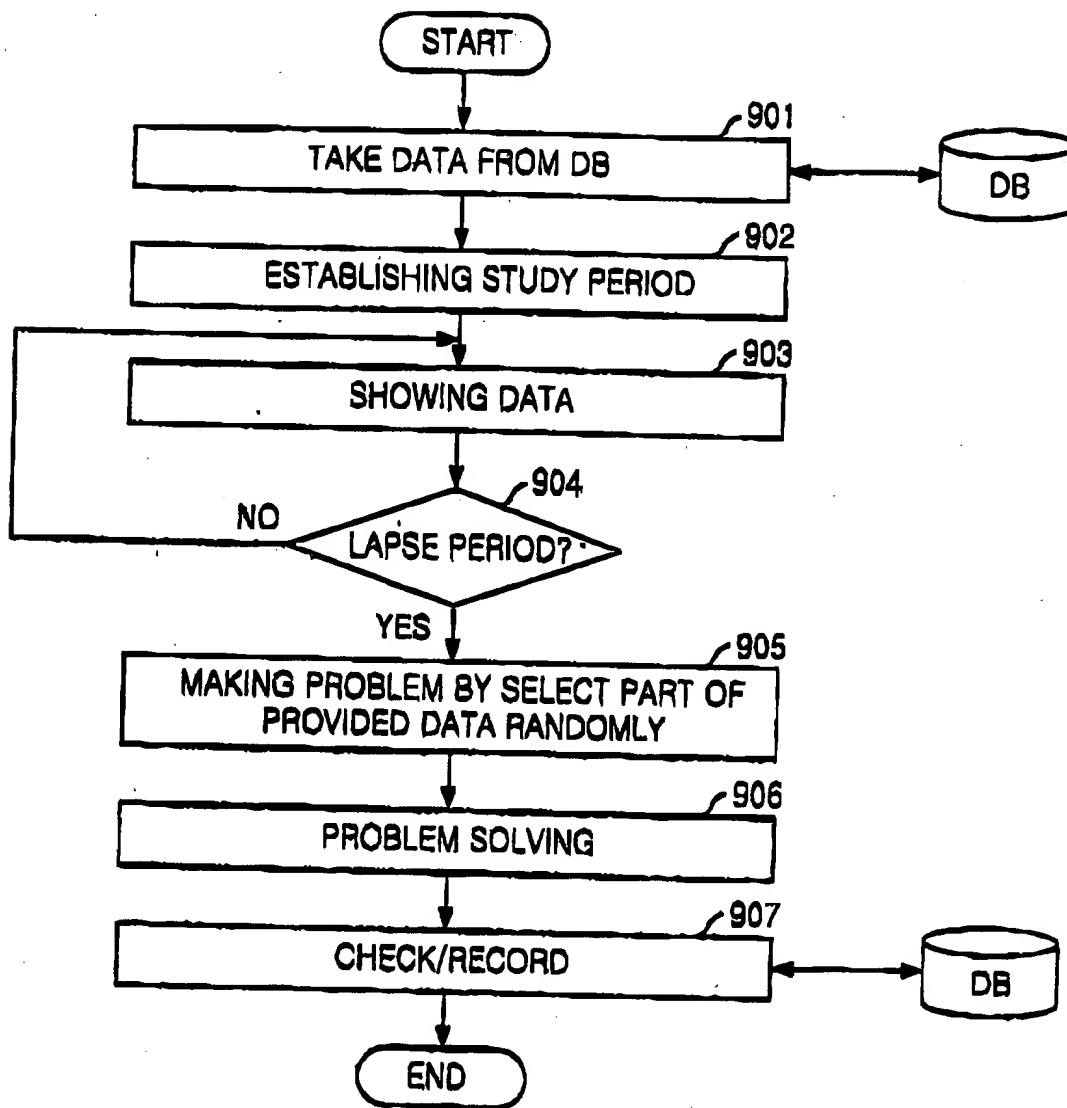 START
901
TAKE DATA FROM DB
DB
902
ESTABLISHING STUDY PERIOD
903
SHOWING DATA
904
NO
LAPSE PERIOD?
YES
905
MAKING PROBLEM BY SELECT PART OF
PROVIDED DATA RANDOMLY
906
PROBLEM SOLVING
907
CHECK/RECORD
DB
END